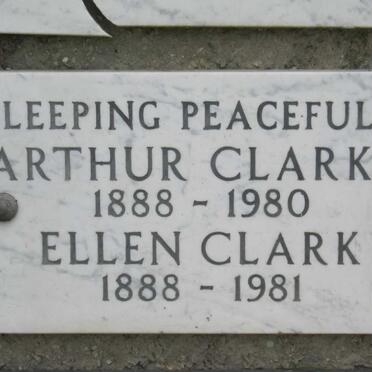 LEEPING PEACEFUL
ARTHUR CLARK
1888 - 1980
ELLEN CLARK
1888 - 1981